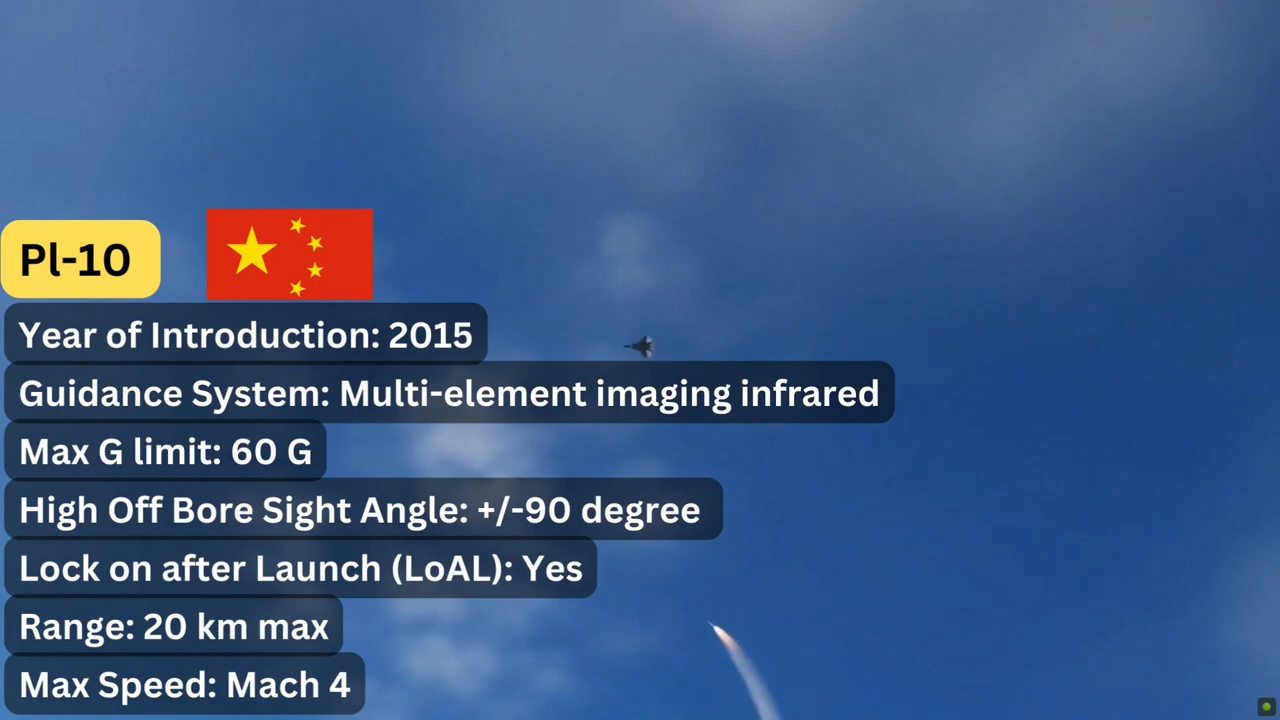 Pl-10
Year of Introduction: 2015
Guidance System: Multi-element imaging infrared
Max G limit: 60 G
High Off Bore Sight Angle: +/-90 degree
Lock on after Launch (LoAL): Yes
Range: 20 km max
Max Speed: Mach 4